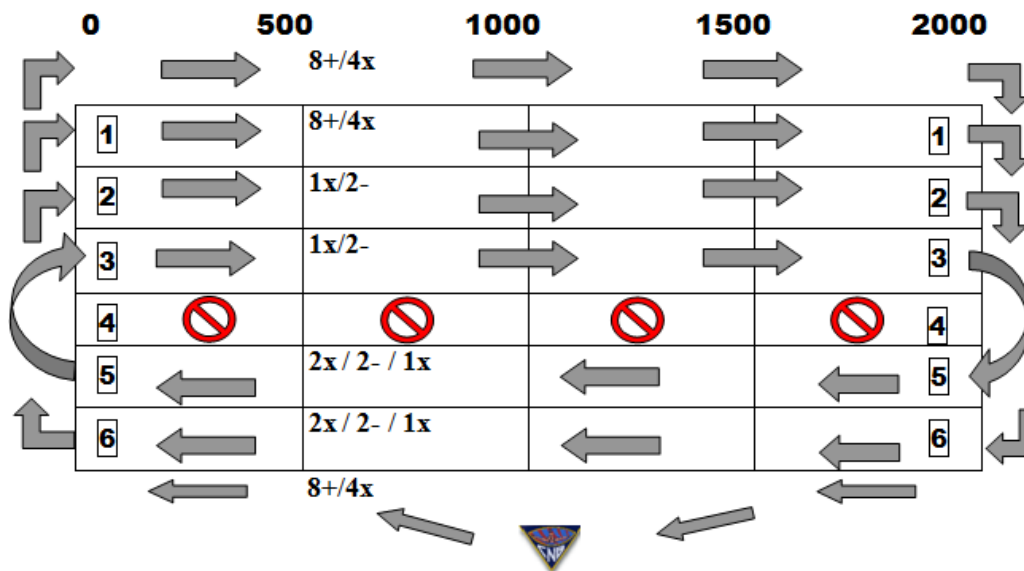 0 500 1000 1500 2000
8+/4x
1 8+/4x 1
2 1x/2- 2
3 1x/2- 3
4 4
5 2x / 2- / 1x 5
6 2x / 2- / 1x 6
8+/4x